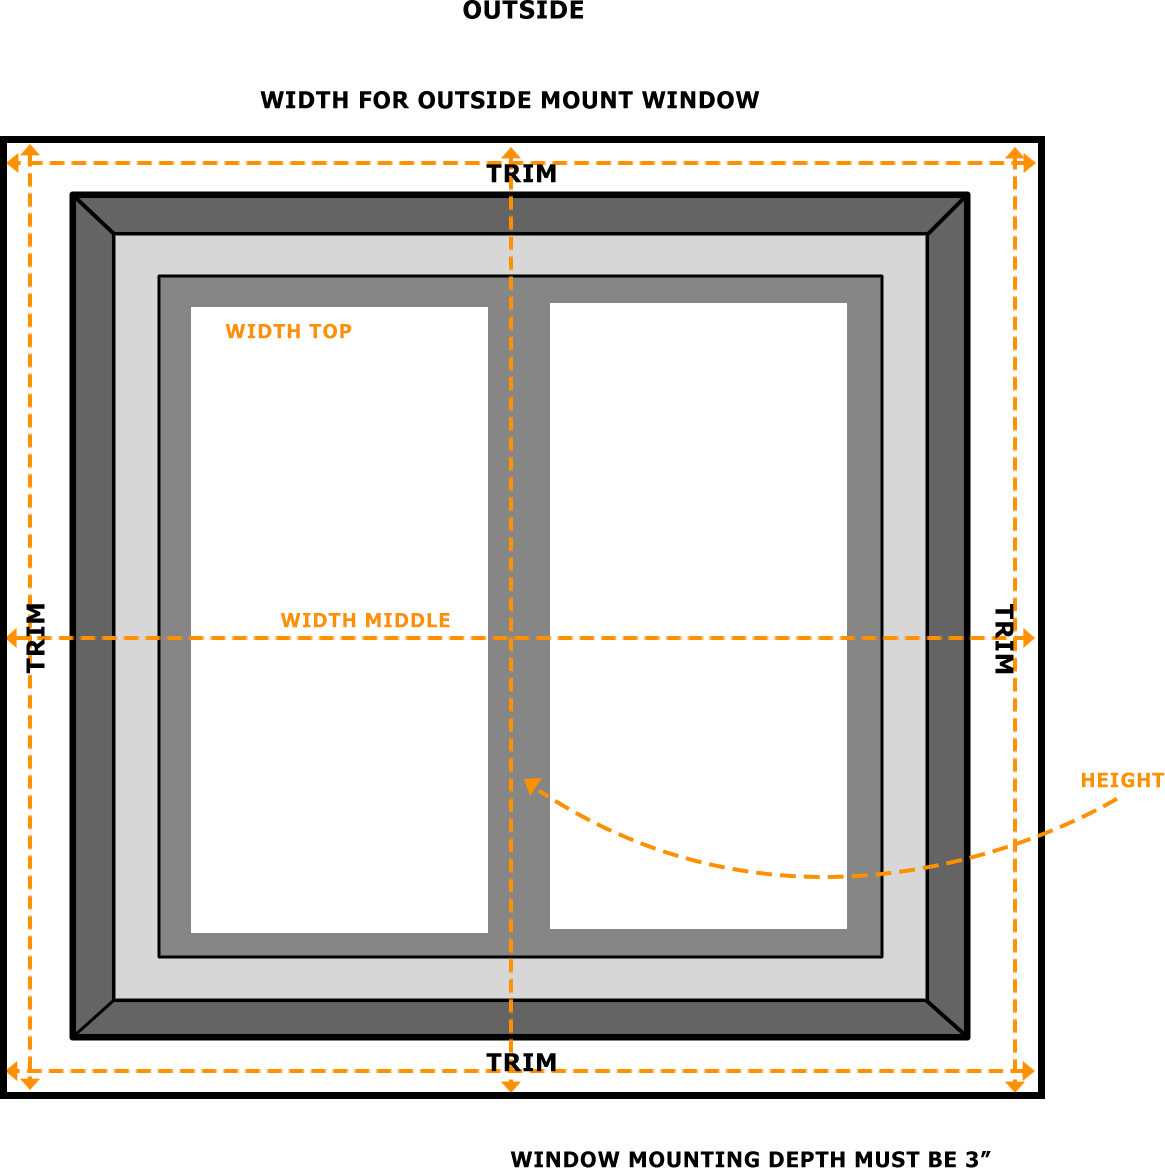 OUTSIDE
WIDTH FOR OUTSIDE MOUNT WINDOW
TRIM
WIDTH TOP
TRIM
WIDTH MIDDLE
TRIM
HEIGHT
TRIM
WINDOW MOUNTING DEPTH MUST BE 3”